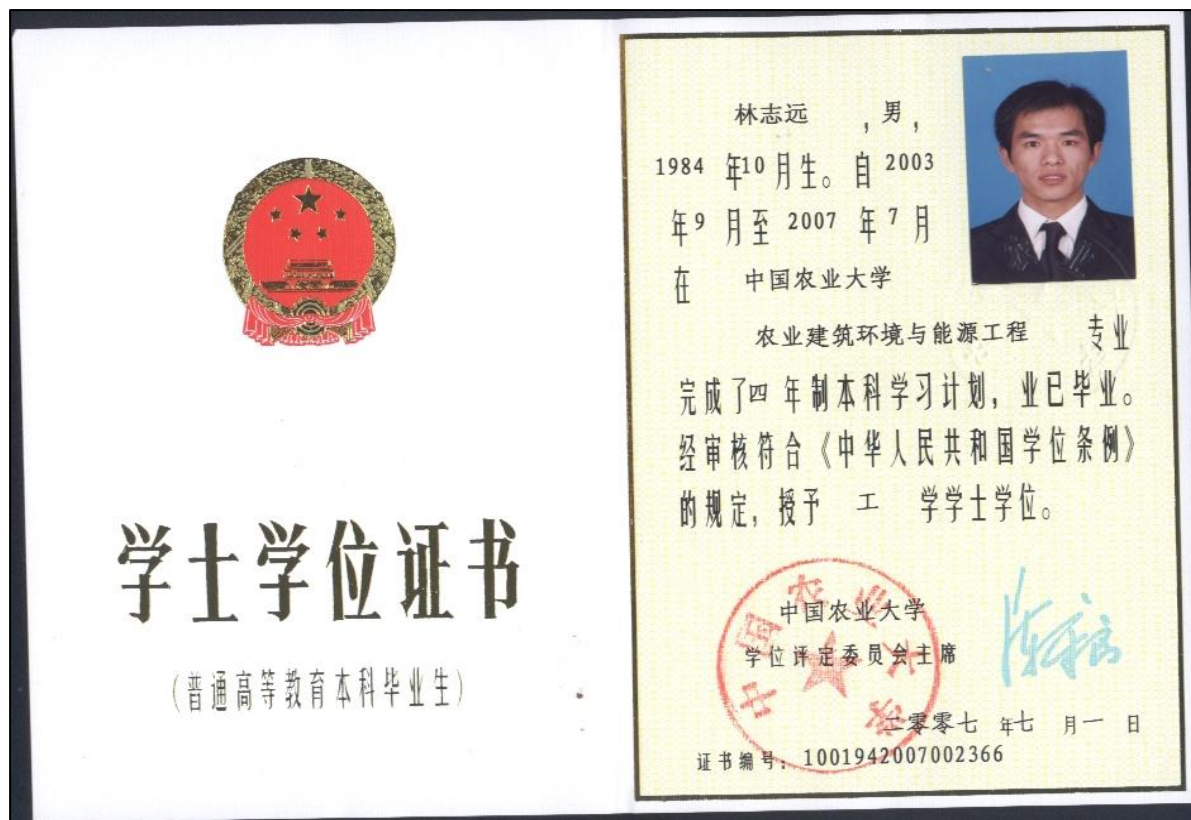 学士学位证书
(普通高等教育本科毕业生)
林志远 , 男 ,
1984 年10 月生。自 2003
年9 月至 2007 年 7 月
在 中国农业大学
农业建筑环境与能源工程 专业
完成了四 年制本科学习计划, 业已毕业。
经审核符合《中华人民共和国学位条例》
的规定, 授予 工 学学士学位。
中国农业大学
中国农业大学
学位评定委员会主席
二零零七 年七 月一 日
证书编号: 1001942007002366